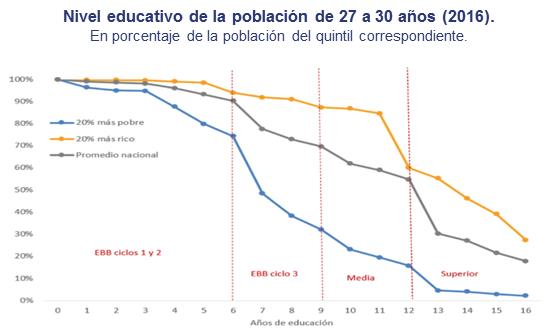 Nivel educativo de la población de 27 a 30 años (2016).
En porcentaje de la población del quintil correspondiente.
100%
90%
80%
70%
60%
50%
40%
30%
20%
10%
0%
20% más pobre
20% más rico
Promedio nacional
EBB ciclos 1 y 2
EBB ciclo 3
Media
Superior
0 1 2 3 4 5 6 7 8 9 10 11 12 13 14 15 16
Años de educación